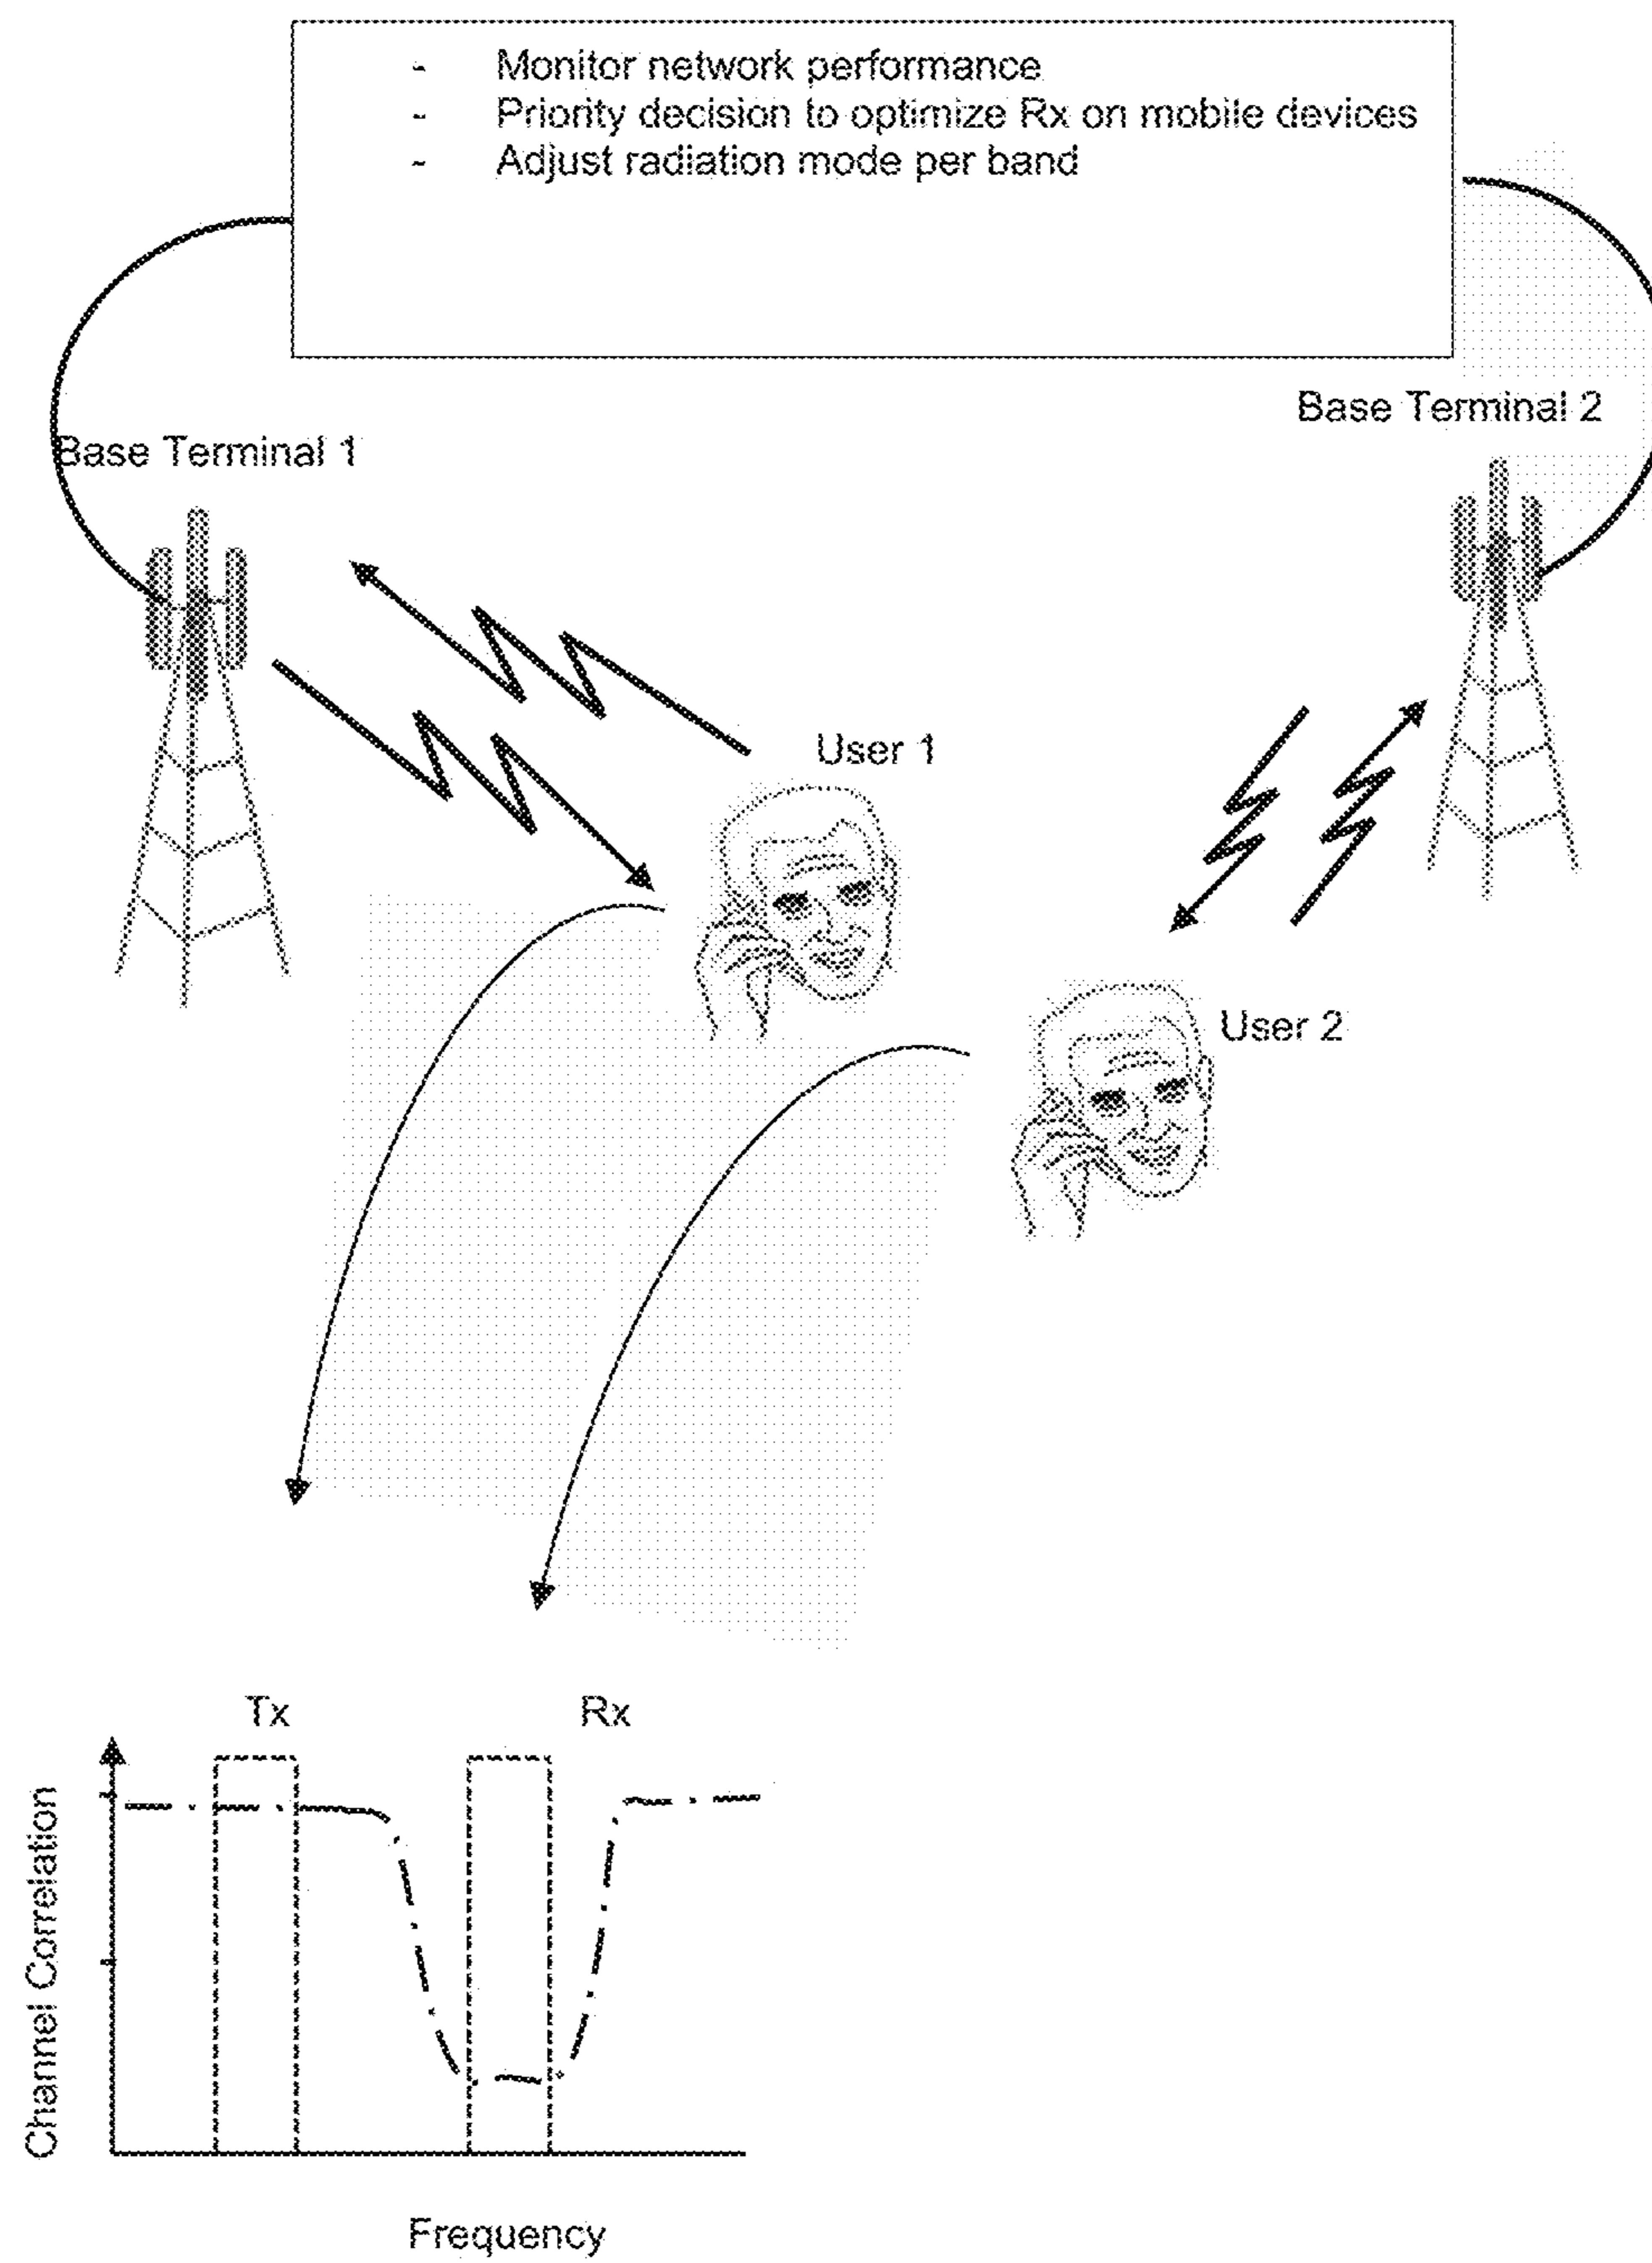 - Monitor network performance
- Priority decision to optimize Rx on mobile devices
- Adjust radiation mode per band
Base Terminal 2
Base Terminal 1
User 1
User 2
Tx
Rx
Channel Correlation
Frequency